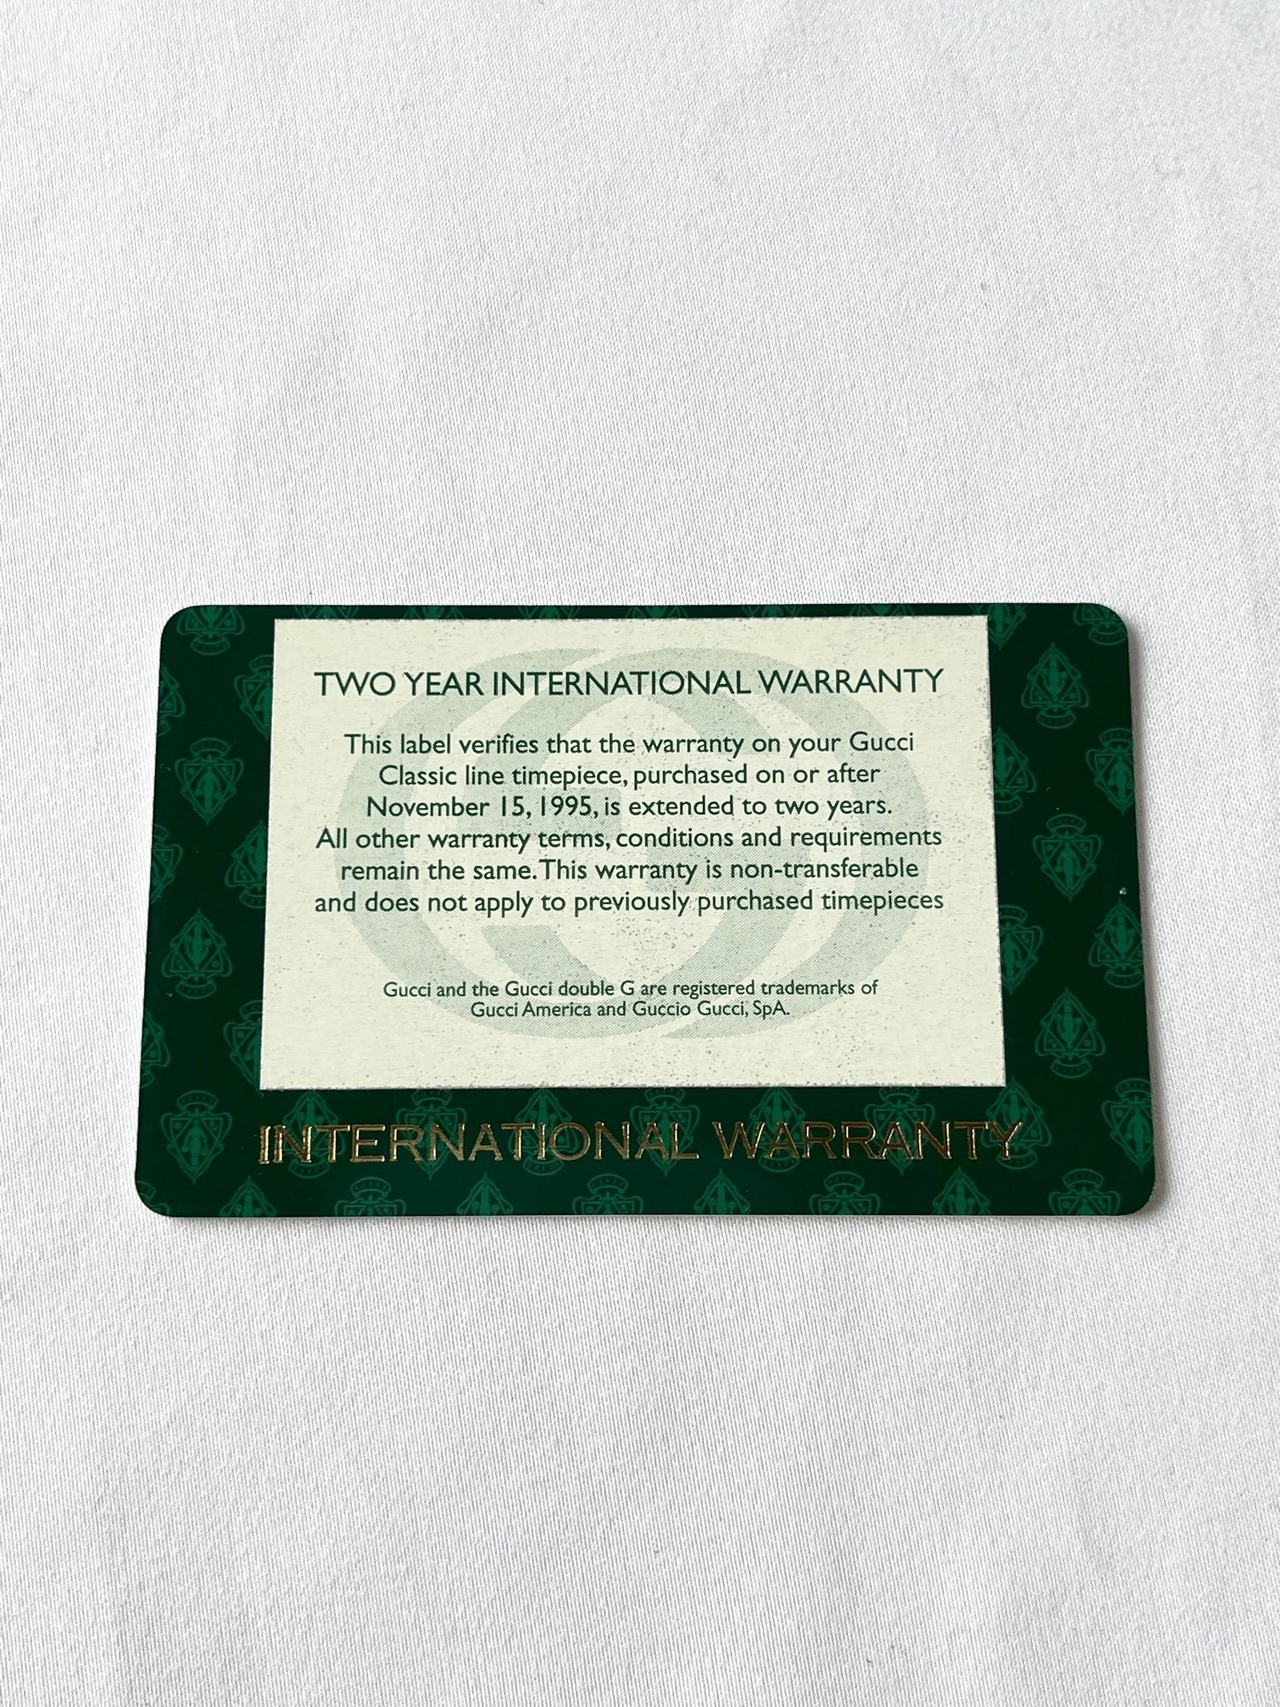 TWO YEAR INTERNATIONAL WARRANTY
This label verifies that the warranty on your Gucci
Classic line timepiece, purchased on or after
November 15, 1995, is extended to two years.
All other warranty terms, conditions and requirements
remain the same. This warranty is non-transferable
and does not apply to previously purchased timepieces
Gucci and the Gucci double G are registered trademarks of
Gucci America and Guccio Gucci, SpA.
INTERNATIONAL WARRANTY